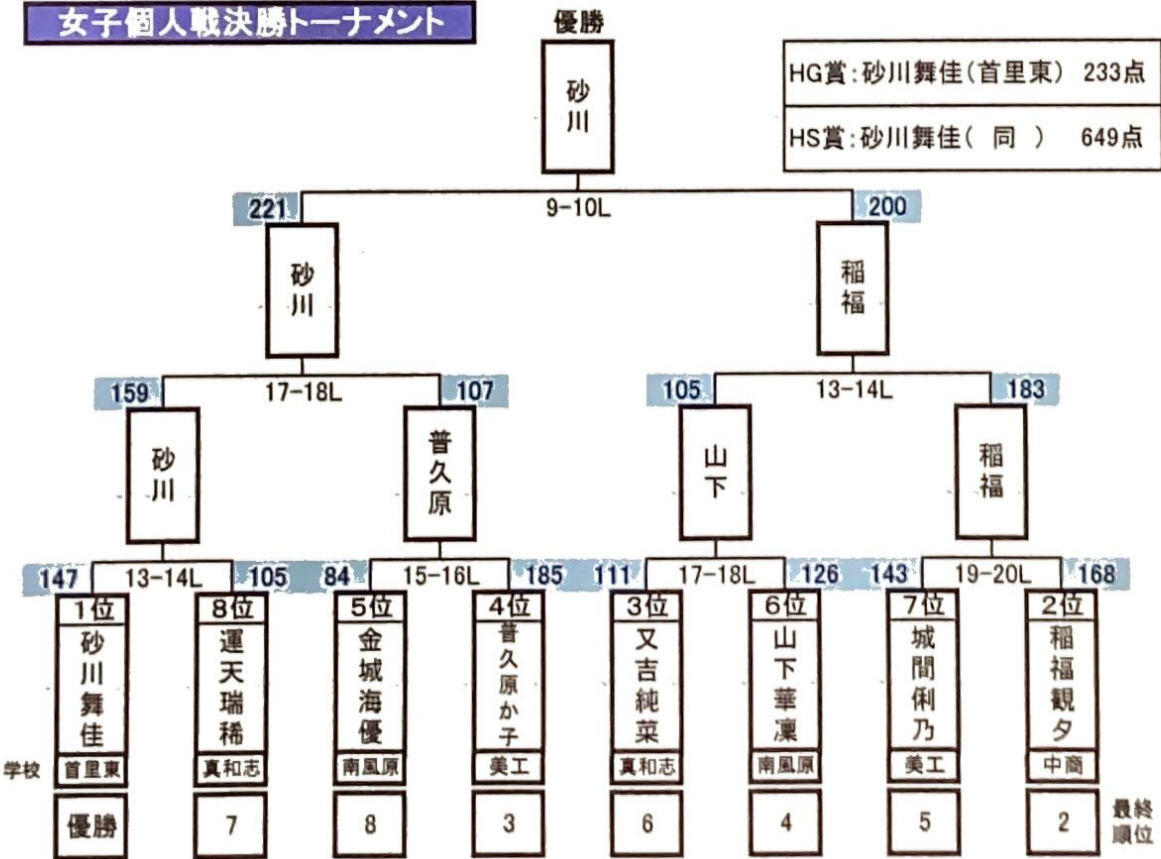 女子個人戦決勝トーナメント
優勝
砂川
HG賞:砂川舞佳(首里東) 233点
HS賞:砂川舞佳( 同 ) 649点
221 9-10L 200
砂川 稲福
159 17-18L 107 105 13-14L 183
砂川 普久原 山下 稲福
147 13-14L 105 84 15-16L 185 111 17-18L 126 143 19-20L 168
1位 8位 5位 4位 3位 6位 7位 2位
砂川舞佳 運天瑞稀 金城海優 普久原か子 又吉純菜 山下華凜 城間俐乃 稲福観夕
学校 首里東 真和志 南風原 美工 真和志 南風原 美工 中商
優勝 7 8 3 6 4 5 2 最終順位